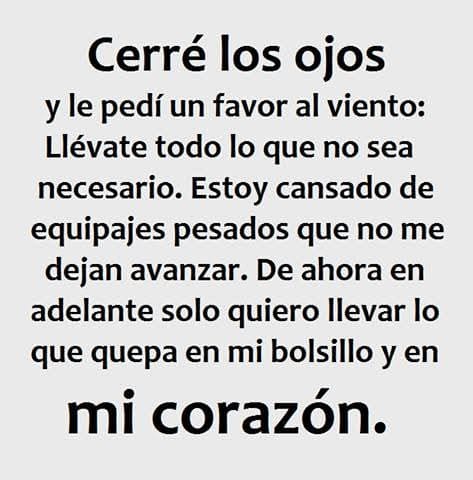 Cerré los ojos
y le pedí un favor al viento:
Llévate todo lo que no sea
necesario. Estoy cansado de
equipajes pesados que no me
dejan avanzar. De ahora en
adelante solo quiero llevar lo
que quepa en mi bolsillo y en
mi corazón.